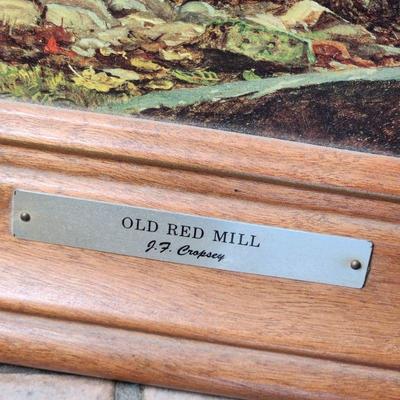 OLD RED MILL
J.F. Cropsey